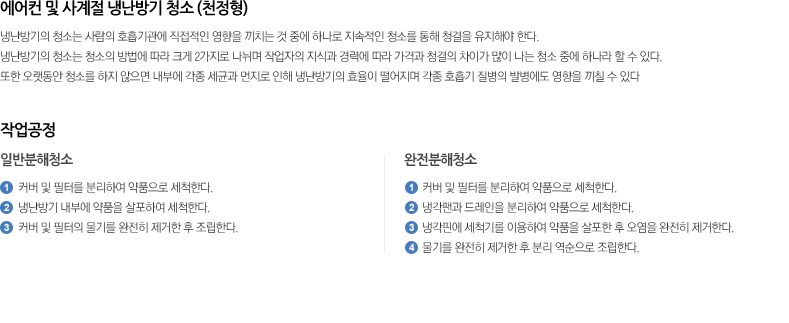 에어컨 및 사계절 냉난방기 청소 (천정형)
냉난방기의 청소는 사람의 호흡기관에 직접적인 영향을 끼치는 것 중에 하나로 지속적인 청소를 통해 청결을 유지해야 한다.
냉난방기의 청소는 청소의 방법에 따라 크게 2가지로 나뉘며 작업자의 지식과 경력에 따라 가격과 청결의 차이가 많이 나는 청소 중에 하나라 할 수 있다.
또한 오랫동안 청소를 하지 않으면 내부에 각종 세균과 먼지로 인해 냉난방기의 효율이 떨어지며 각종 호흡기 질병의 발병에도 영향을 끼칠 수 있다
작업공정
일반분해청소
1 커버 및 필터를 분리하여 약품으로 세척한다.
2 냉난방기 내부에 약품을 살포하여 세척한다.
3 커버 및 필터의 물기를 완전히 제거한 후 조립한다.
완전분해청소
1 커버 및 필터를 분리하여 약품으로 세척한다.
2 냉각팬과 드레인을 분리하여 약품으로 세척한다.
3 냉각핀에 세척기를 이용하여 약품을 살포한 후 오염을 완전히 제거한다.
4 물기를 완전히 제거한 후 분리 역순으로 조립한다.